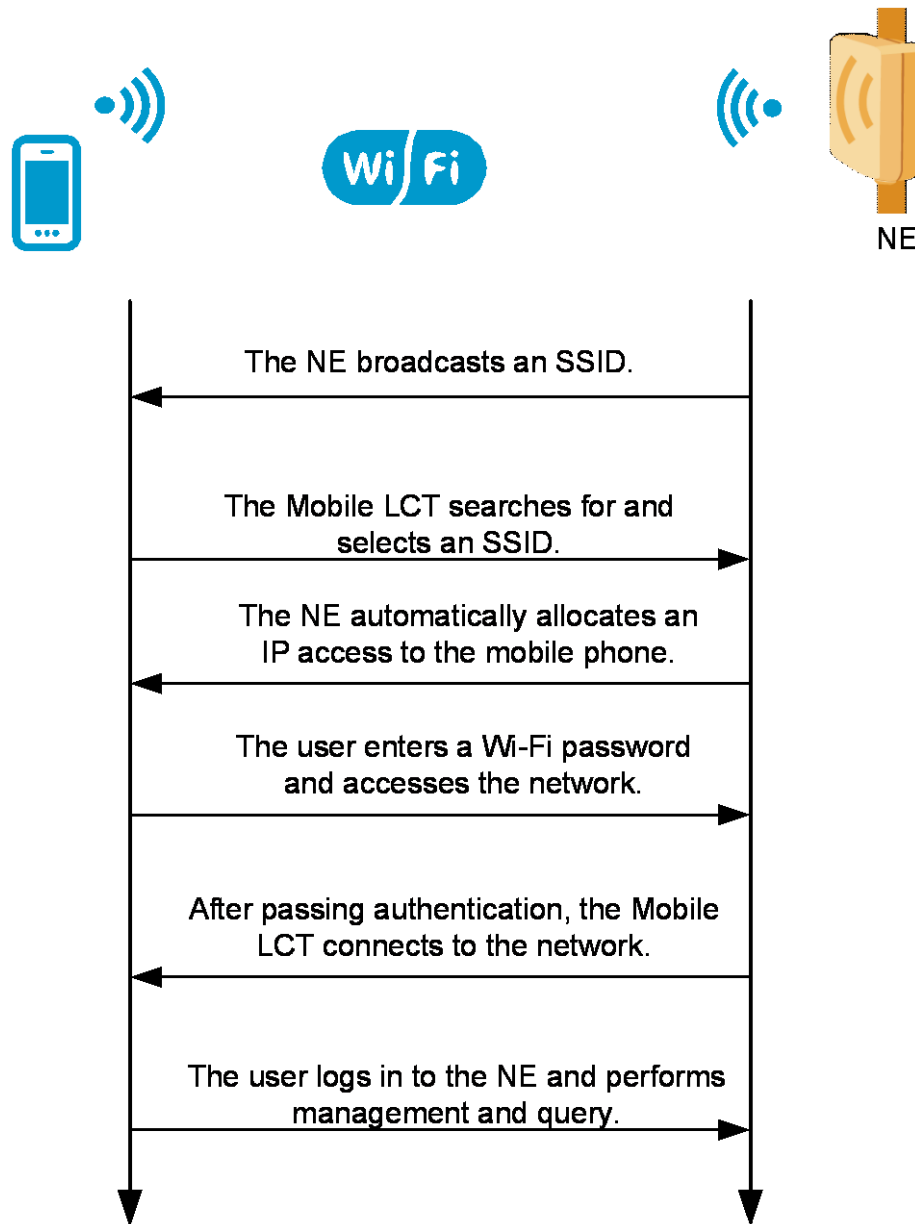 Wi Fi
NE
The NE broadcasts an SSID.
The Mobile LCT searches for and
selects an SSID.
The NE automatically allocates an
IP access to the mobile phone.
The user enters a Wi-Fi password
and accesses the network.
After passing authentication, the Mobile
LCT connects to the network.
The user logs in to the NE and performs
management and query.